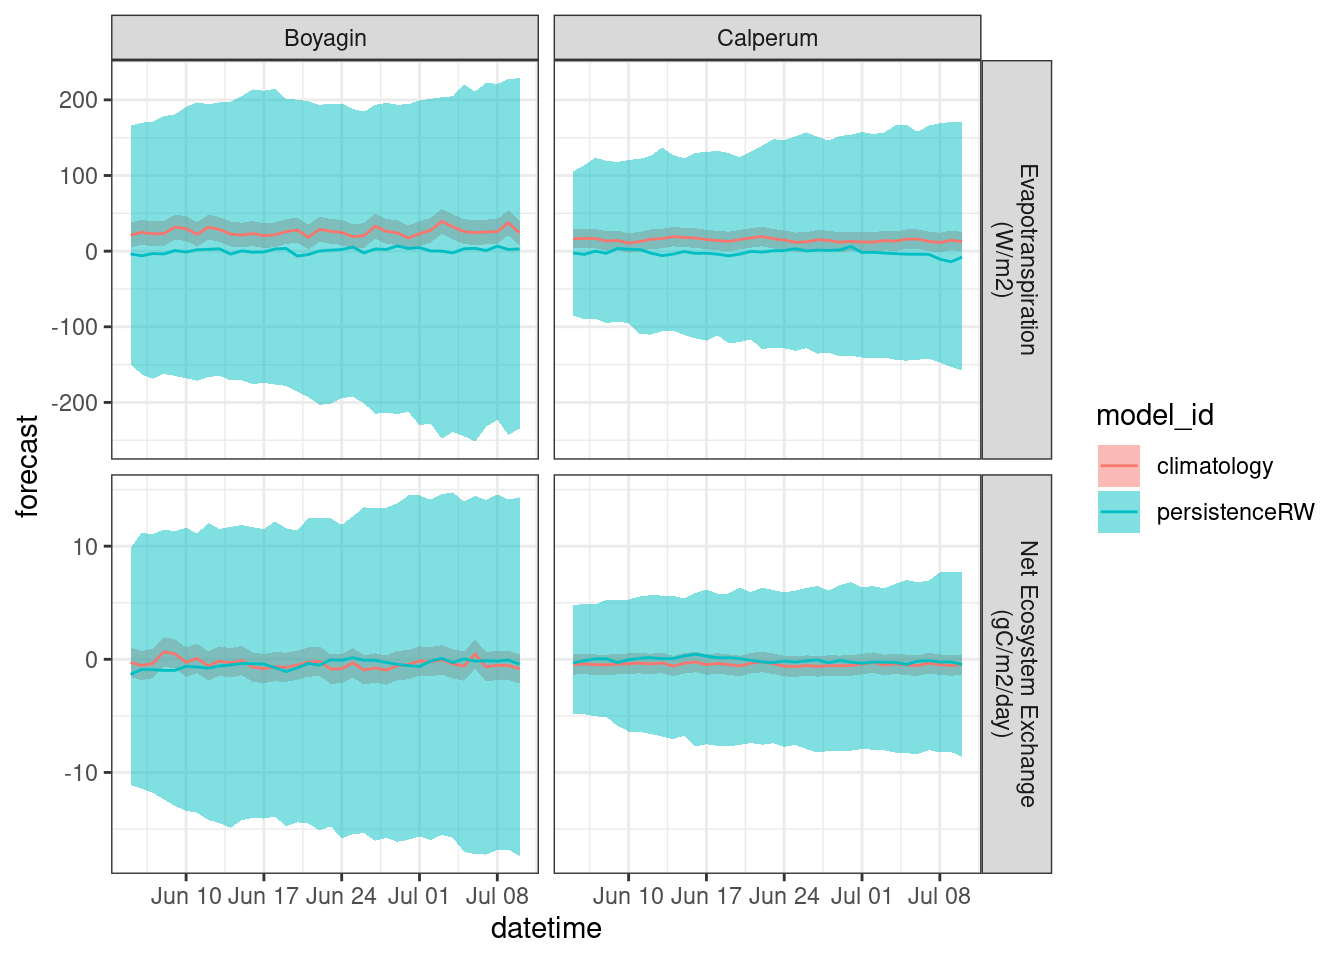 Boyagin
Calperum
200
100
0
-100
-200
Evapotranspiration
(W/m2)
10
0
-10
Net Ecosystem Exchange
(gC/m2/day)
forecast
Jun 10 Jun 17 Jun 24 Jul 01 Jul 08
Jun 10 Jun 17 Jun 24 Jul 01 Jul 08
datetime
model_id
climatology
persistenceRW